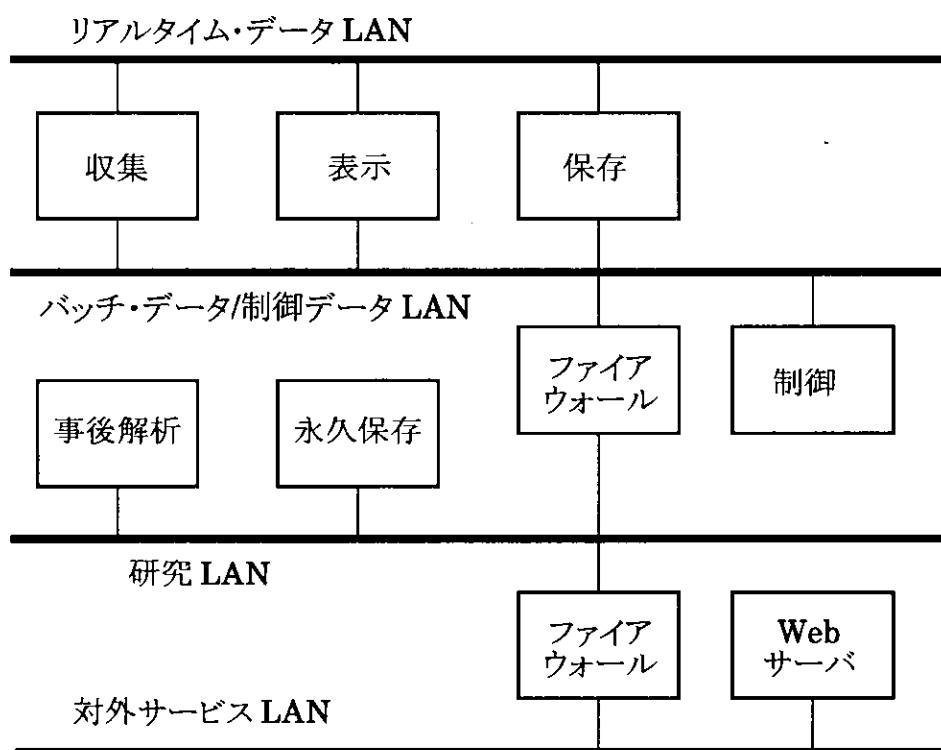 リアルタイム・データ LAN
収集
表示
保存
バッチ・データ/制御データ LAN
ファイア
ウォール
制御
事後解析
永久保存
研究 LAN
ファイア
ウォール
Web
サーバ
対外サービス LAN